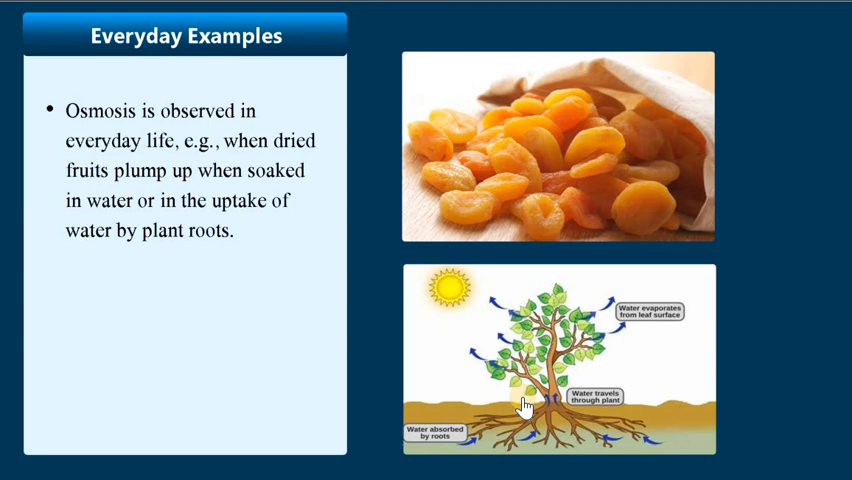 Everyday Examples
• Osmosis is observed in
everyday life, e.g., when dried
fruits plump up when soaked
in water or in the uptake of
water by plant roots.
Water evaporates
from leaf surface
Water travels
through plant
Water absorbed
by roots